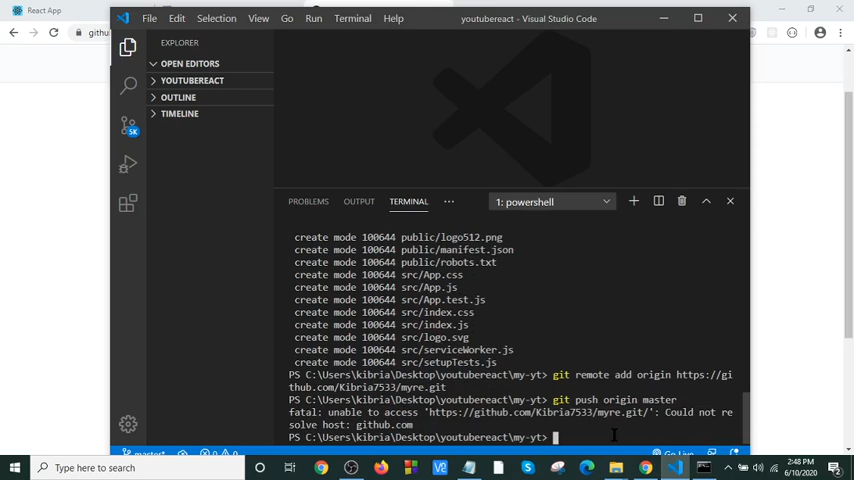 React App
File Edit Selection View Go Run Terminal Help youtubereact - Visual Studio Code
githu
EXPLORER
OPEN EDITORS
YOUTUBEREACT
OUTLINE
TIMELINE
5K
PROBLEMS OUTPUT TERMINAL ... 1: powershell
create mode 100644 public/logo512.png
create mode 100644 public/manifest.json
create mode 100644 public/robots.txt
create mode 100644 src/App.css
create mode 100644 src/App.js
create mode 100644 src/App.test.js
create mode 100644 src/index.css
create mode 100644 src/index.js
create mode 100644 src/logo.svg
create mode 100644 src/serviceWorker.js
create mode 100644 src/setupTests.js
PS C:\Users\kibria\Desktop\youtubereact\my-yt> git remote add origin https://gi
thub.com/Kibria7533/myre.git
PS C:\Users\kibria\Desktop\youtubereact\my-yt> git push origin master
fatal: unable to access 'https://github.com/Kibria7533/myre.git/': Could not re
solve host: github.com
PS C:\Users\kibria\Desktop\youtubereact\my-yt>
master* 0 0 Go Live
Type here to search
2:48 PM
6/10/2020